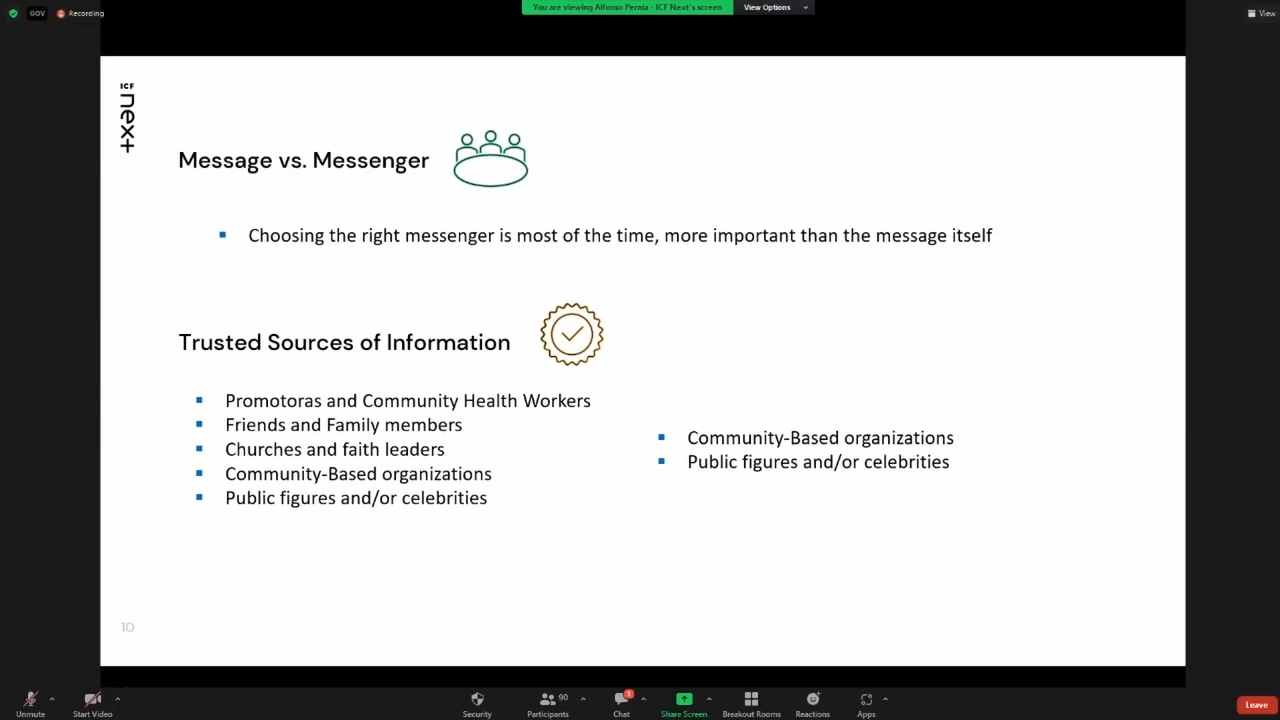 GOV
Recording
You are viewing Alfonso Pernia - ICF Next's screen
View Options
View
ICF
next
Message vs. Messenger
Choosing the right messenger is most of the time, more important than the message itself
Trusted Sources of Information
Promotoras and Community Health Workers
Friends and Family members
Churches and faith leaders
Community-Based organizations
Public figures and/or celebrities
Community-Based organizations
Public figures and/or celebrities
10
Unmute
Start Video
Security
Participants
90
Chat
Share Screen
Breakout Rooms
Reactions
Apps
Leave